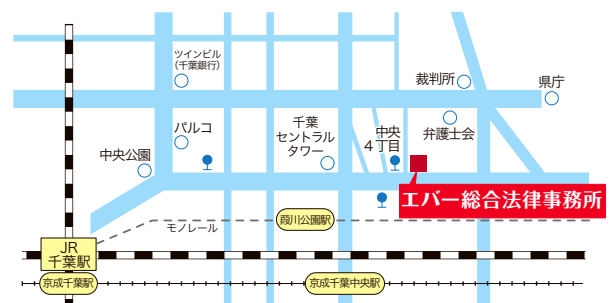 ツインビル
(千葉銀行)
裁判所
県庁
パルコ
千葉
セントラル
タワー
中央
4丁目
弁護士会
中央公園
エバー総合法律事務所
葭川公園駅
モノレール
JR
千葉駅
京成千葉駅
京成千葉中央駅